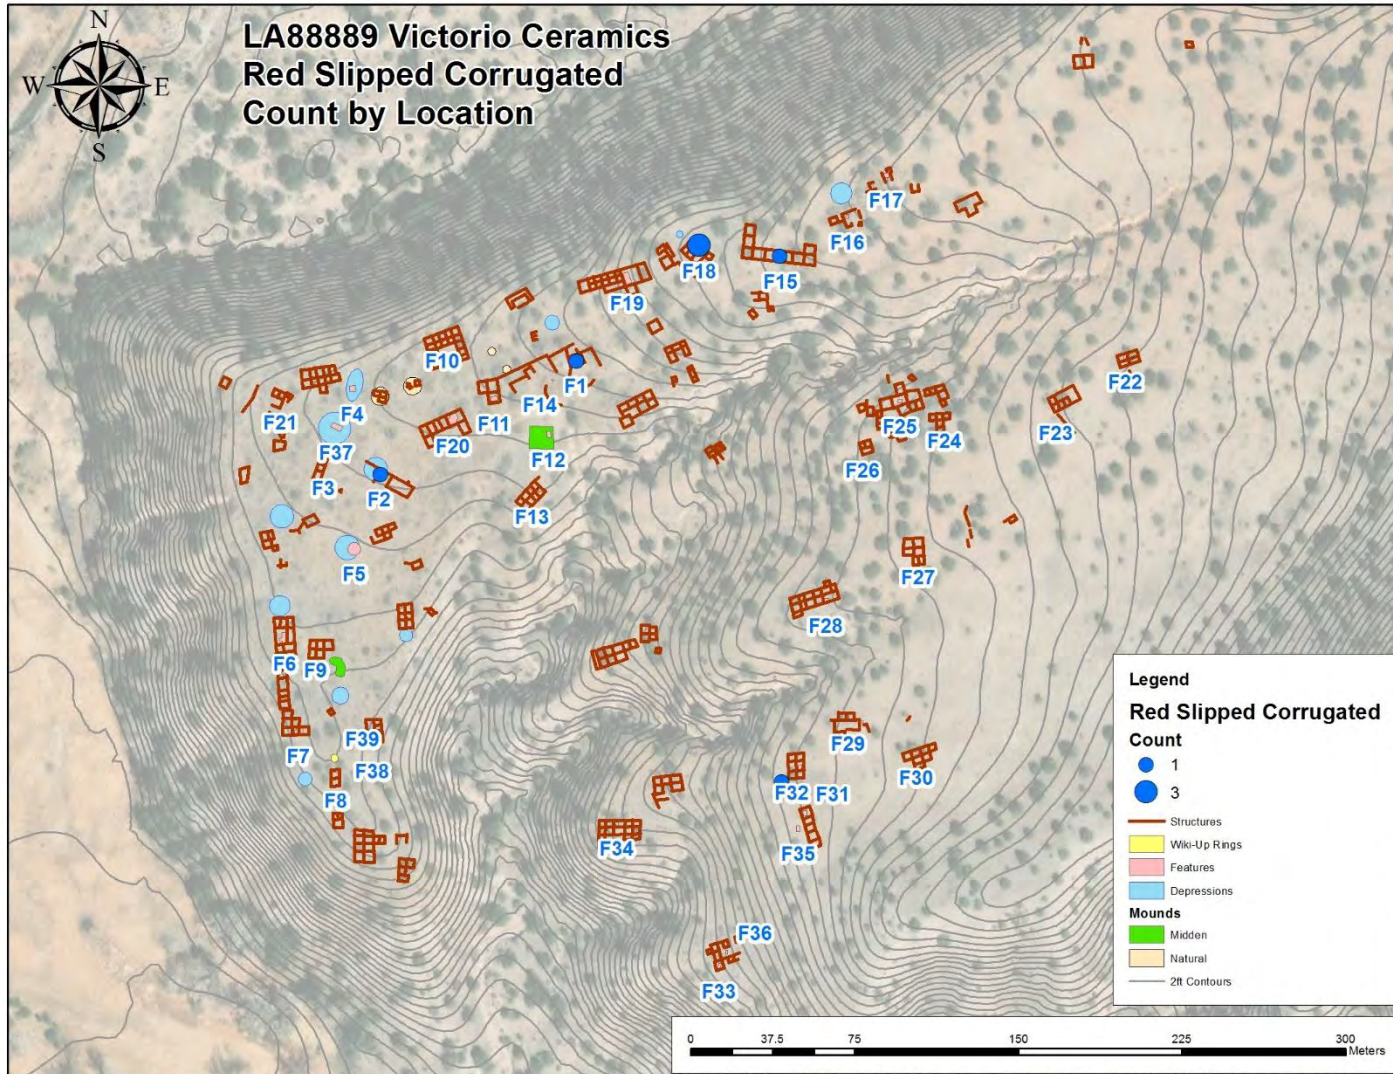 N
W E
S
LA88889 Victorio Ceramics
Red Slipped Corrugated
Count by Location
F17
F16
F18
F15
F19
F10
F1
F22
F21
F4
F11
F14
F25
F24
F23
F37
F20
F12
F26
F3
F2
F13
F5
F27
F28
F6
F9
F39
F7
F38
F29
F30
F8
F32
F31
F34
F35
F36
F33
Legend
Red Slipped Corrugated
Count
1
3
Structures
Wiki-Up Rings
Features
Depressions
Mounds
Midden
Natural
2ft Contours
0 37.5 75 150 225 300
Meters